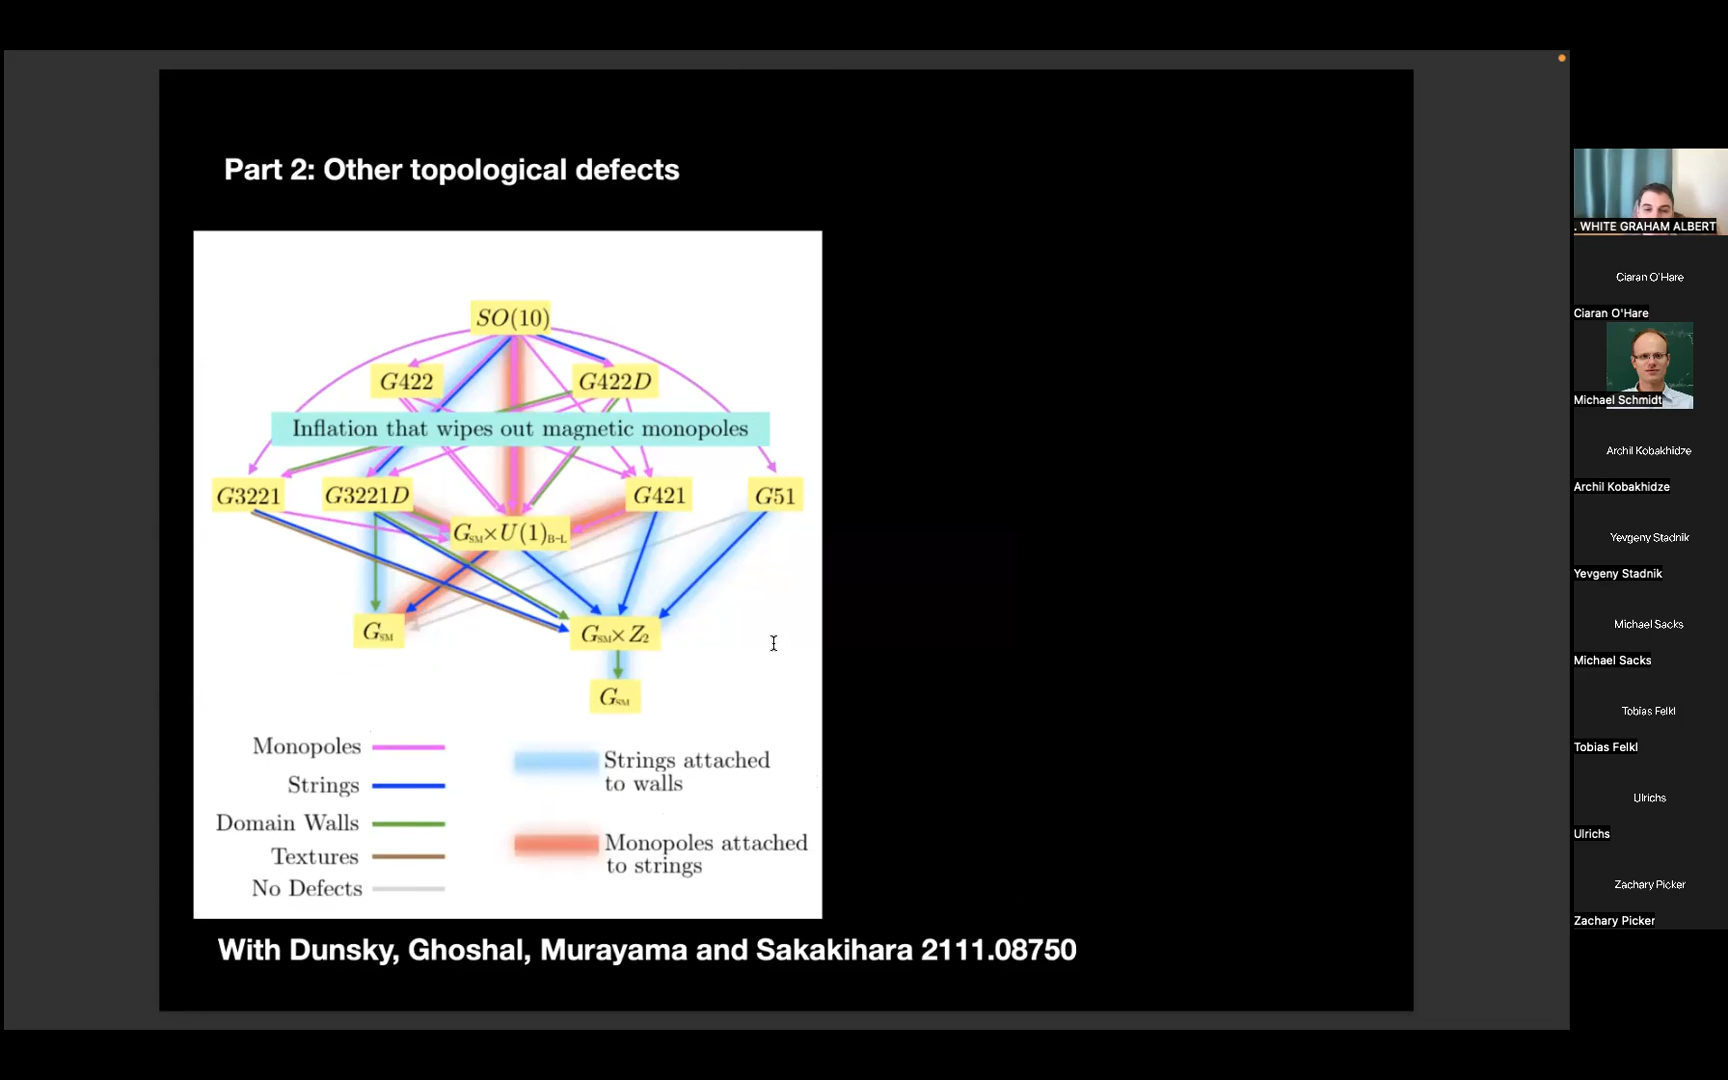 Part 2: Other topological defects
SO(10)
G422
G422D
Inflation that wipes out magnetic monopoles
G3221
G3221D
G421
G51
G_SM×U(1)_B-L
G_SM
G_SM×Z_2
G_SM
Monopoles
Strings
Domain Walls
Textures
No Defects
Strings attached
to walls
Monopoles attached
to strings
With Dunsky, Ghoshal, Murayama and Sakakihara 2111.08750
. WHITE GRAHAM ALBERT
Ciaran O'Hare
Ciaran O'Hare
Michael Schmidt
Archil Kobakhidze
Archil Kobakhidze
Yevgeny Stadnik
Yevgeny Stadnik
Michael Sacks
Michael Sacks
Tobias Felkl
Tobias Felkl
Ulrichs
Ulrichs
Zachary Picker
Zachary Picker